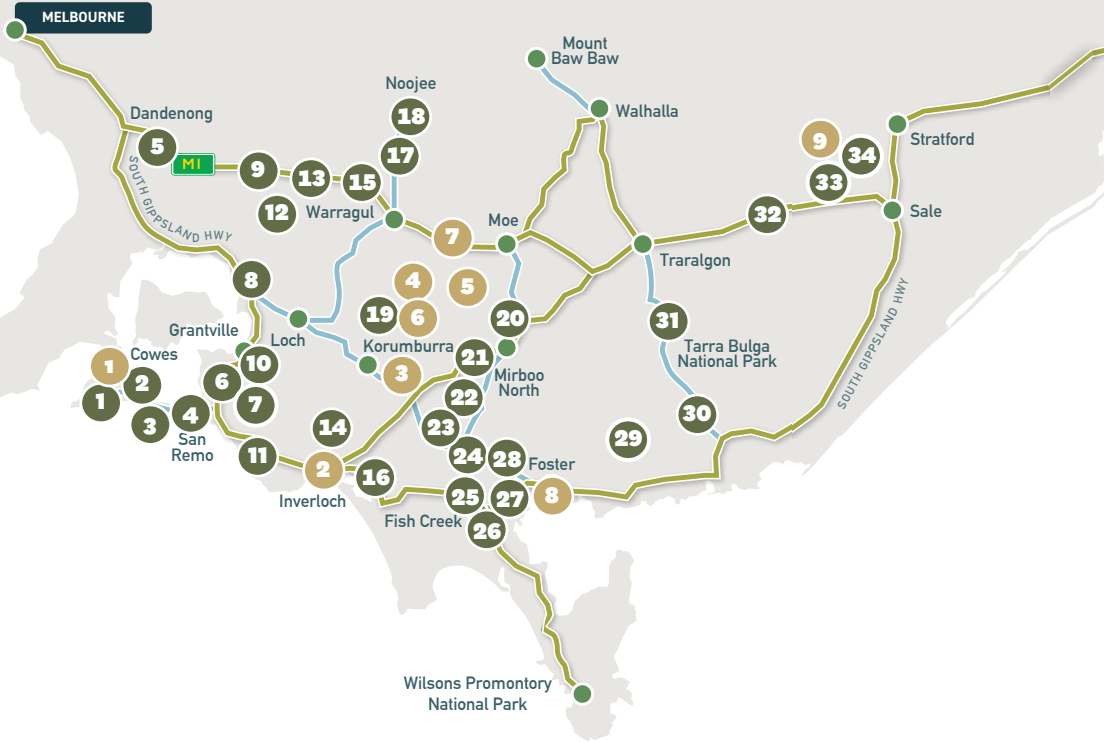 MELBOURNE
Mount
Baw Baw
Noojee
18
Walhalla
Dandenong
5
M1
9
13
15
17
9
34
Stratford
33
12
Warragul
32
Sale
SOUTH GIPPSLAND HWY
7
Moe
Traralgon
8
4
5
19
6
20
31
Grantville
Loch
Korumburra
Tarra Bulga
National Park
SOUTH GIPPSLAND HWY
1
Cowes
2
10
6
3
21
Mirboo
North
1
3
4
7
22
30
San
Remo
14
23
29
11
2
16
24
28
Foster
Inverloch
25
27
8
Fish Creek
26
Wilsons Promontory
National Park